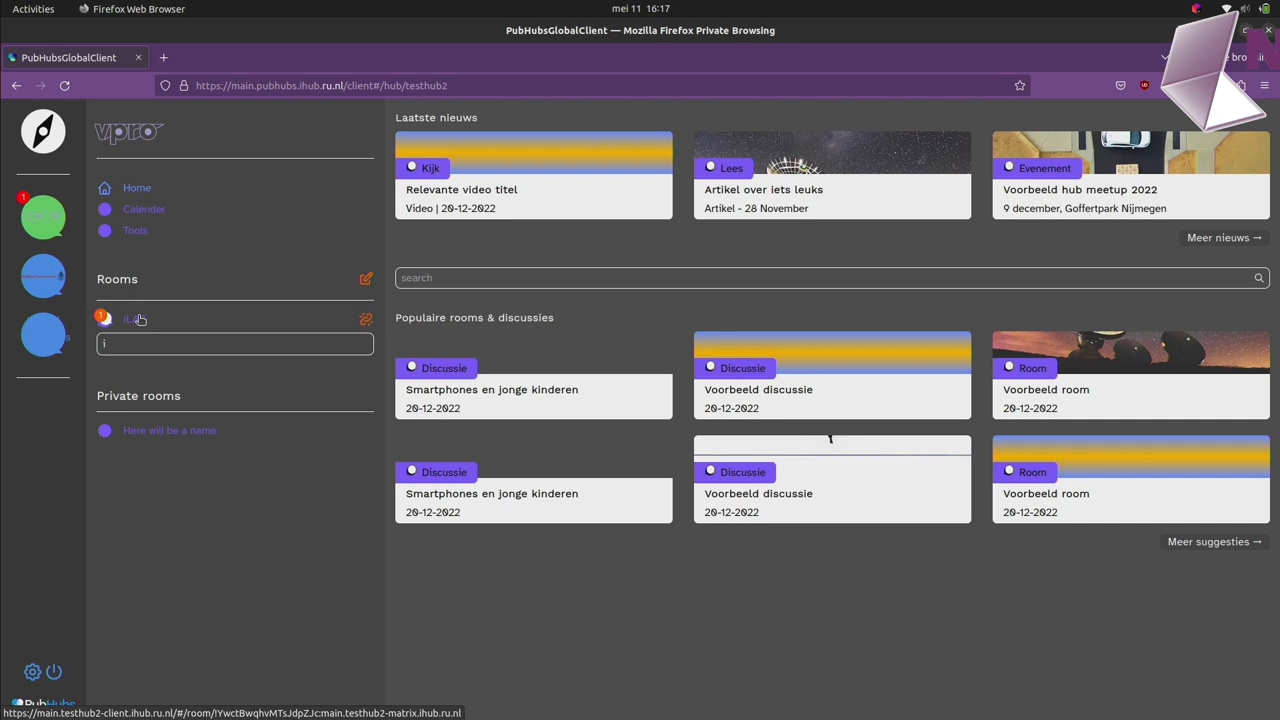 Activities
Firefox Web Browser
mei 11 16:17
PubHubsGlobalClient — Mozilla Firefox Private Browsing
PubHubsGlobalClient
https://main.pubhubs.ihub.ru.nl/client#/hub/testhub2
vpro
Home
Calender
Tools
Rooms
1
1
i
Private rooms
Here will be a name
Laatste nieuws
Kijk
Relevante video titel
Video | 20-12-2022
Lees
Artikel over iets leuks
Artikel - 28 November
Evenement
Voorbeeld hub meetup 2022
9 december, Goffertpark Nijmegen
Meer nieuws →
search
Populaire rooms & discussies
Discussie
Smartphones en jonge kinderen
20-12-2022
Discussie
Voorbeeld discussie
20-12-2022
Room
Voorbeeld room
20-12-2022
Discussie
Smartphones en jonge kinderen
20-12-2022
Discussie
Voorbeeld discussie
20-12-2022
Room
Voorbeeld room
20-12-2022
Meer suggesties →
PubHubs
https://main.testhub2-client.ihub.ru.nl/#/room/!YwctBwqhvMTsJdpZJc:main.testhub2-matrix.ihub.ru.nl